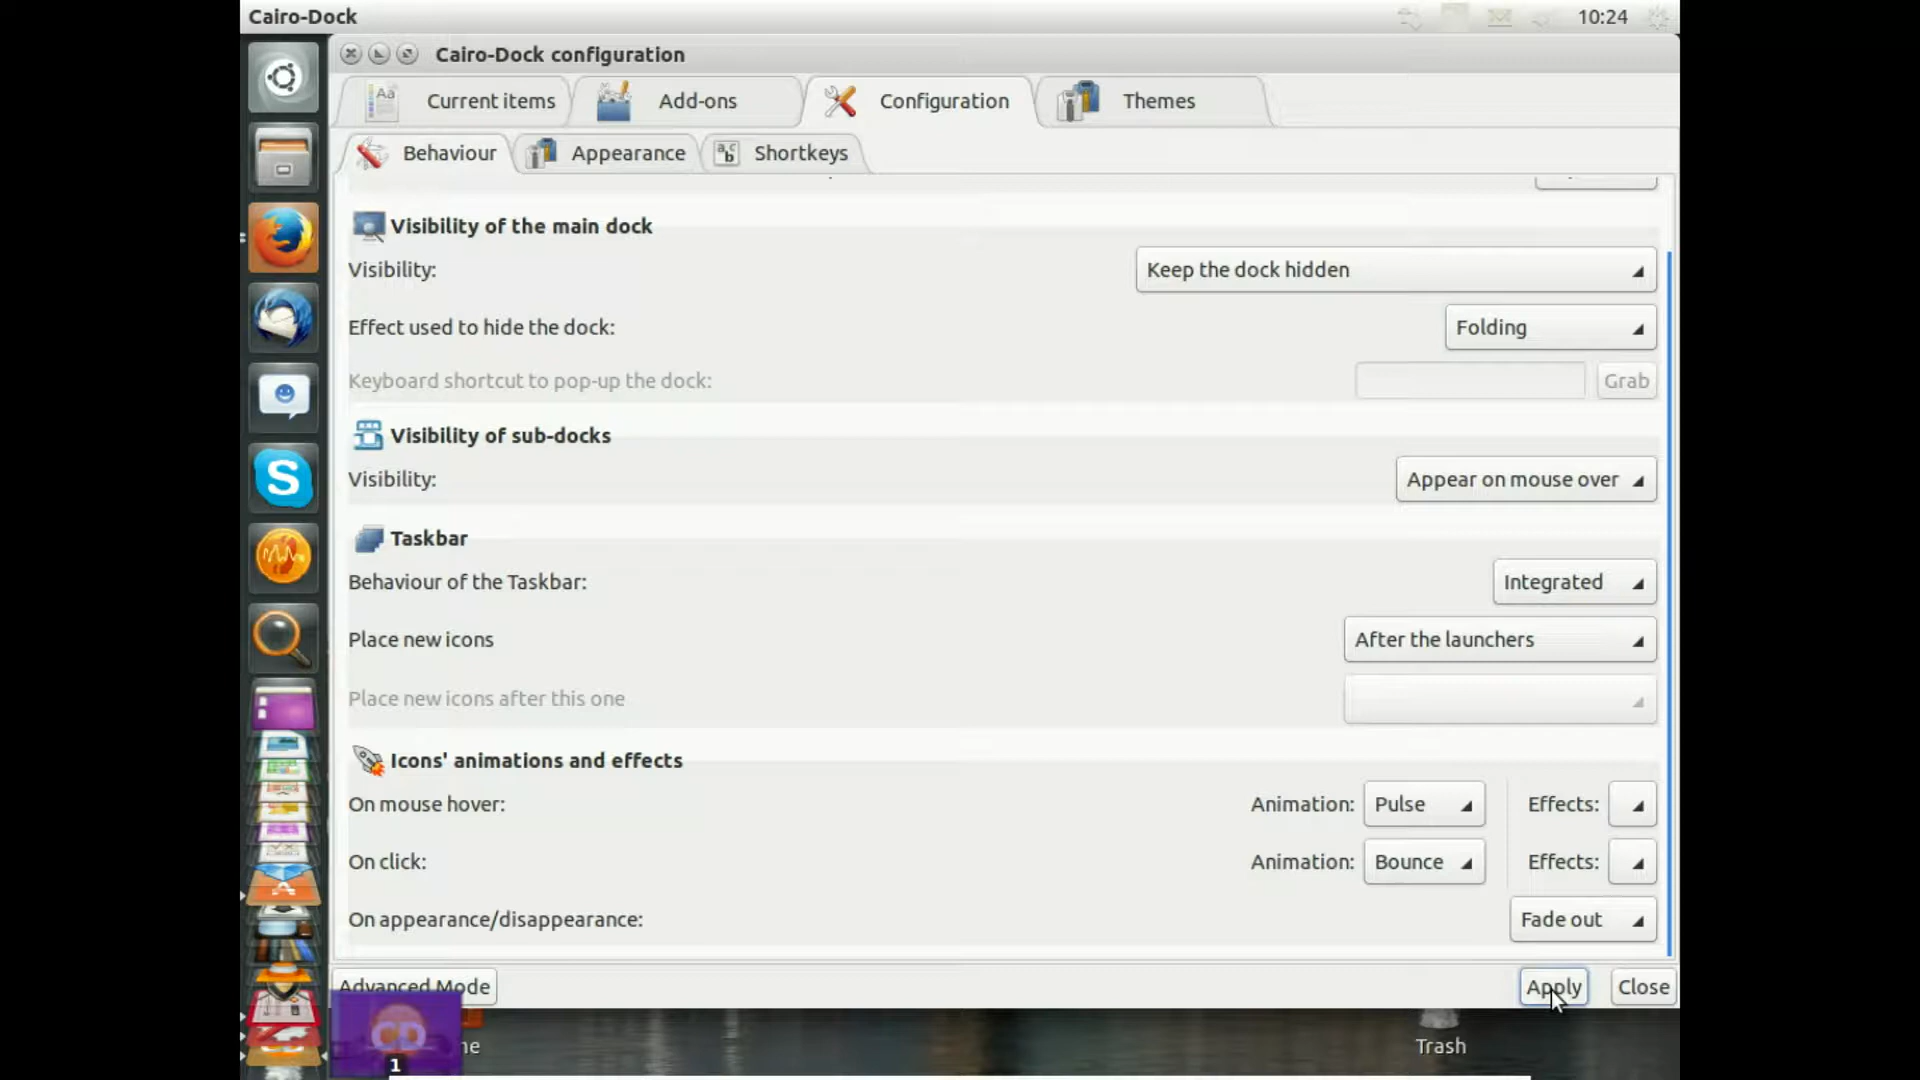 Cairo-Dock
10:24
Cairo-Dock configuration
Current items
Add-ons
Configuration
Themes
Behaviour
Appearance
Shortkeys
Visibility of the main dock
Visibility:
Keep the dock hidden
Effect used to hide the dock:
Folding
Keyboard shortcut to pop-up the dock:
Grab
Visibility of sub-docks
Visibility:
Appear on mouse over
Taskbar
Behaviour of the Taskbar:
Integrated
Place new icons
After the launchers
Place new icons after this one
Icons' animations and effects
On mouse hover:
Animation:
Pulse
Effects:
On click:
Animation:
Bounce
Effects:
On appearance/disappearance:
Fade out
Advanced Mode
Apply
Close
CD
1
Trash